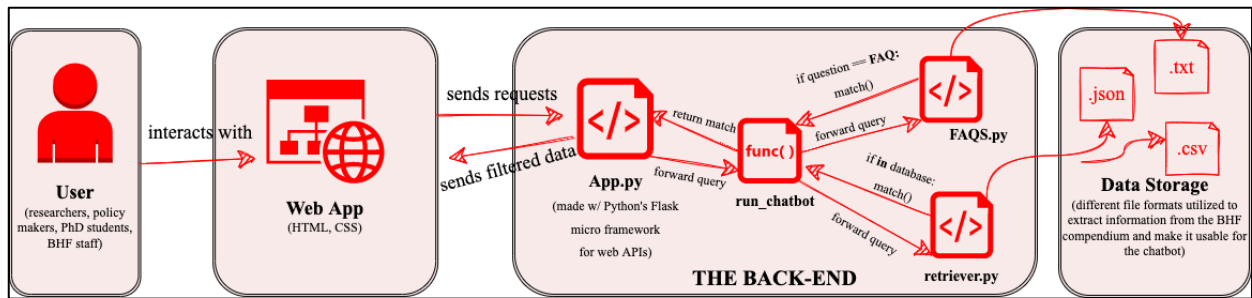 User
(researchers, policy
makers, PhD students,
BHF staff)
interacts with
Web App
(HTML, CSS)
sends requests
sends filtered data
</>
App.py
(made w/ Python's Flask
micro framework
for web APIs)
return match
forward query
func( )
run_chatbot
if question == FAQ:
match()
forward query
</>
FAQS.py
if in database:
match()
forward query
</>
retriever.py
THE BACK-END
.txt
.json
.csv
Data Storage
(different file formats utilized to
extract information from the BHF
compendium and make it usable for
the chatbot)